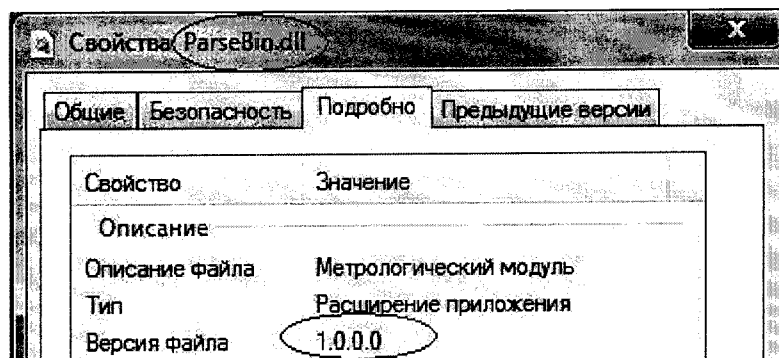 Свойства: ParseBin.dll
X
Общие Безопасность Подробно Предыдущие версии
Свойство Значение
Описание
Описание файла Метрологический модуль
Тип Расширение приложения
Версия файла 1.0.0.0